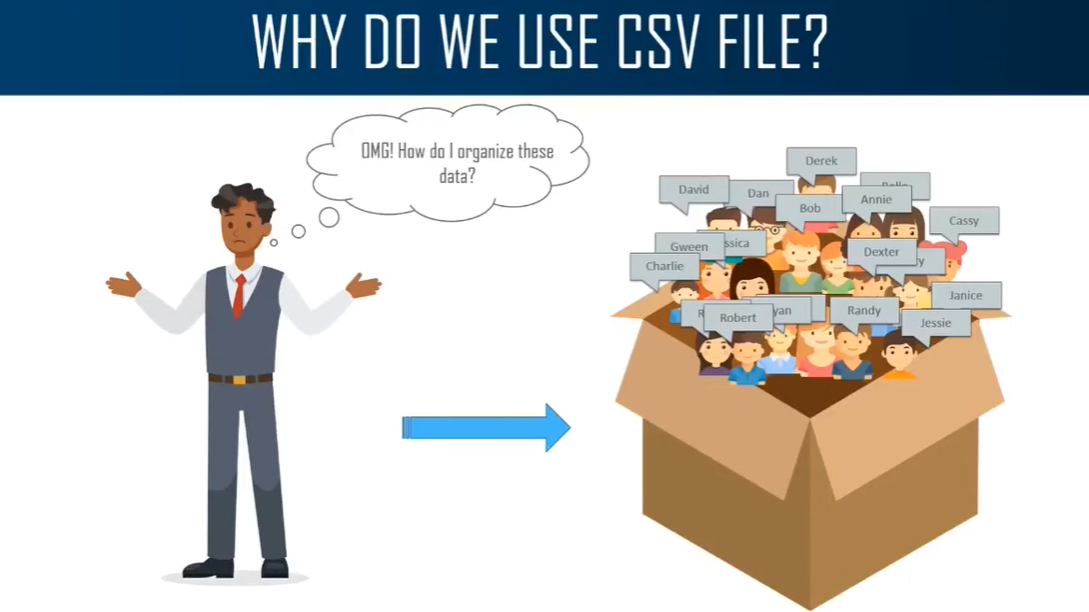 WHY DO WE USE CSV FILE?
OMG! How do I organize these
data?
Derek
David
Dan
Annie
Bob
Cassy
Gween
Dexter
Charlie
Janice
Robert
Randy
Jessie